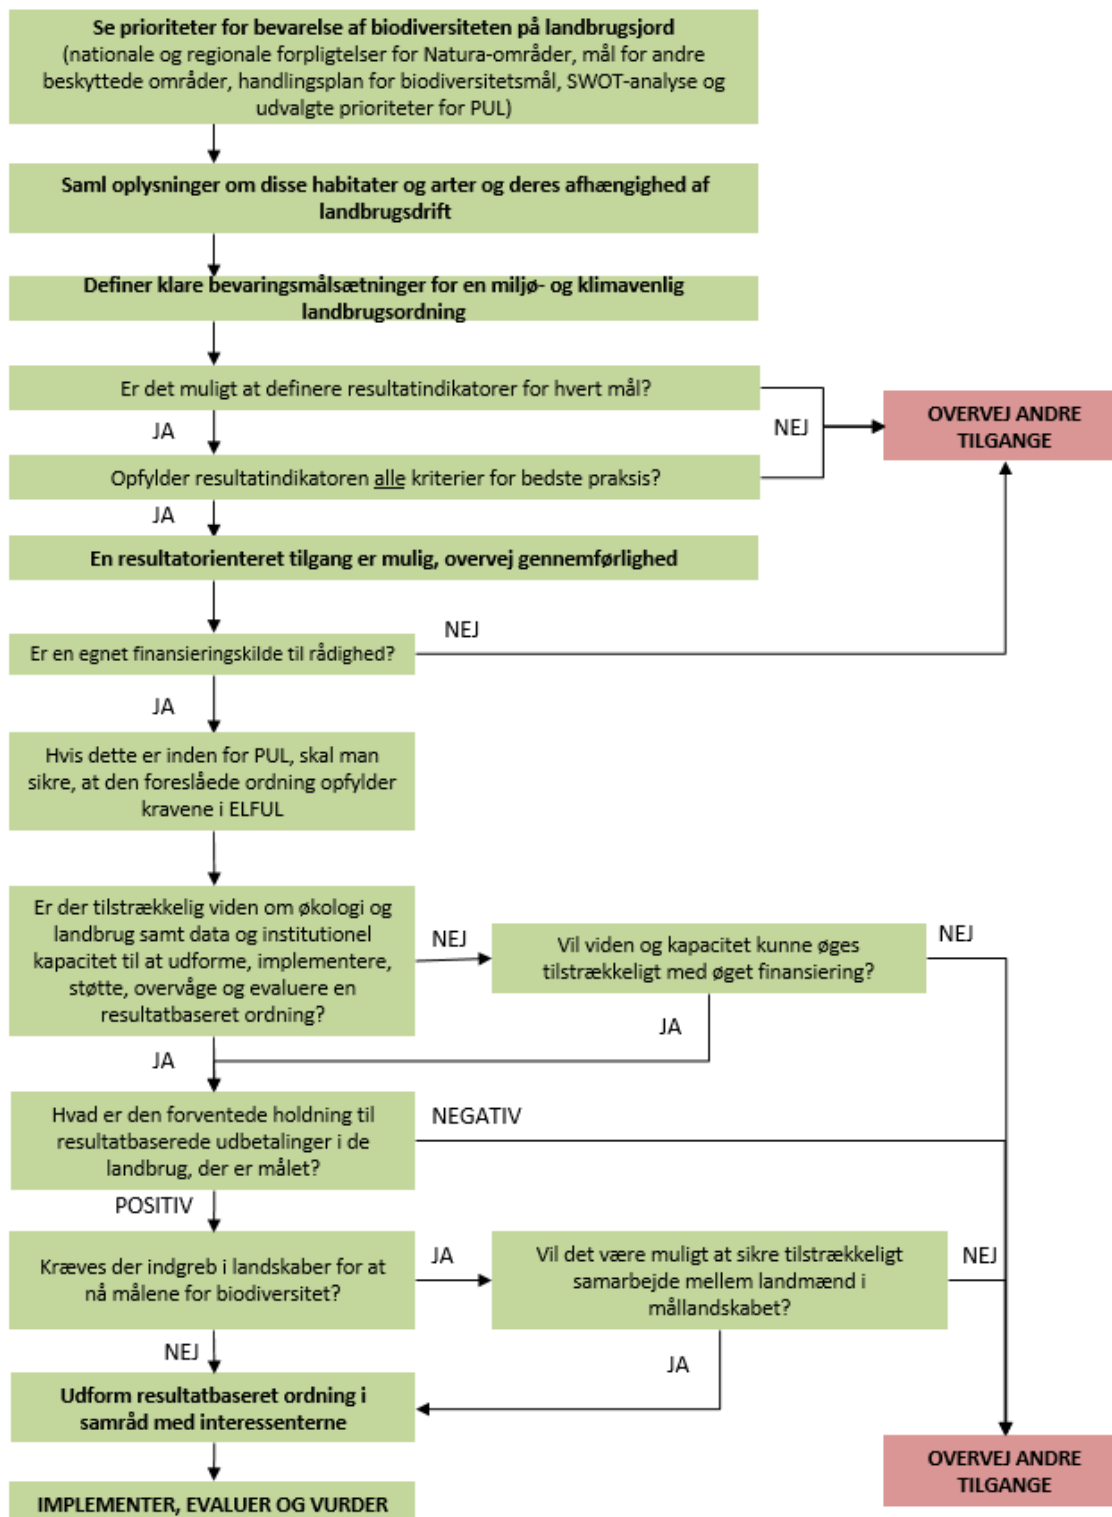 Se prioriteter for bevarelse af biodiversiteten på landbrugsjord
(nationale og regionale forpligtelser for Natura-områder, mål for andre
beskyttede områder, handlingsplan for biodiversitetsmål, SWOT-analyse og
udvalgte prioriteter for PUL)
Saml oplysninger om disse habitater og arter og deres afhængighed af
landbrugsdrift
Definer klare bevaringsmålsætninger for en miljø- og klimavenlig
landbrugsordning
Er det muligt at definere resultatindikatorer for hvert mål?
JA
NEJ
OVERVEJ ANDRE
TILGANGE
Opfylder resultatindikatoren alle kriterier for bedste praksis?
JA
En resultatorienteret tilgang er mulig, overvej gennemførlighed
Er en egnet finansieringskilde til rådighed?
NEJ
JA
Hvis dette er inden for PUL, skal man
sikre, at den foreslåede ordning opfylder
kravene i ELFUL
Er der tilstrækkelig viden om økologi og
landbrug samt data og institutionel
kapacitet til at udforme, implementere,
støtte, overvåge og evaluere en
resultatbaseret ordning?
NEJ
Vil viden og kapacitet kunne øges
tilstrækkeligt med øget finansiering?
NEJ
JA
JA
Hvad er den forventede holdning til
resultatbaserede udbetalinger i de
landbrug, der er målet?
NEGATIV
POSITIV
Kræves der indgreb i landskaber for at
nå målene for biodiversitet?
JA
Vil det være muligt at sikre tilstrækkeligt
samarbejde mellem landmænd i
mållandskabet?
NEJ
NEJ
JA
Udform resultatbaseret ordning i
samråd med interessenterne
OVERVEJ ANDRE
TILGANGE
IMPLEMENTER, EVALUER OG VURDER